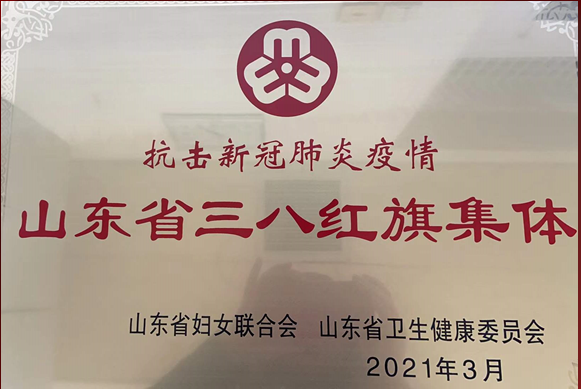 抗击新冠肺炎疫情
山东省三八红旗集体
山东省妇女联合会 山东省卫生健康委员会
2021年3月